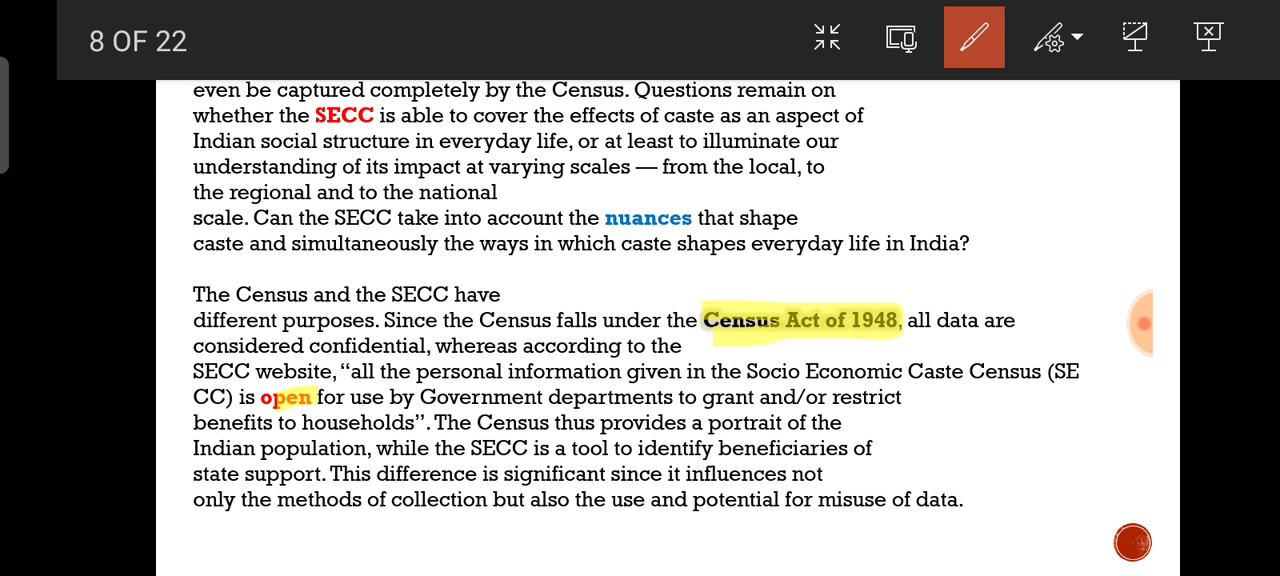 8 OF 22
even be captured completely by the Census. Questions remain on
whether the SECC is able to cover the effects of caste as an aspect of
Indian social structure in everyday life, or at least to illuminate our
understanding of its impact at varying scales — from the local, to
the regional and to the national
scale. Can the SECC take into account the nuances that shape
caste and simultaneously the ways in which caste shapes everyday life in India?
The Census and the SECC have
different purposes. Since the Census falls under the Census Act of 1948, all data are
considered confidential, whereas according to the
SECC website, “all the personal information given in the Socio Economic Caste Census (SE
CC) is open for use by Government departments to grant and/or restrict
benefits to households”. The Census thus provides a portrait of the
Indian population, while the SECC is a tool to identify beneficiaries of
state support. This difference is significant since it influences not
only the methods of collection but also the use and potential for misuse of data.